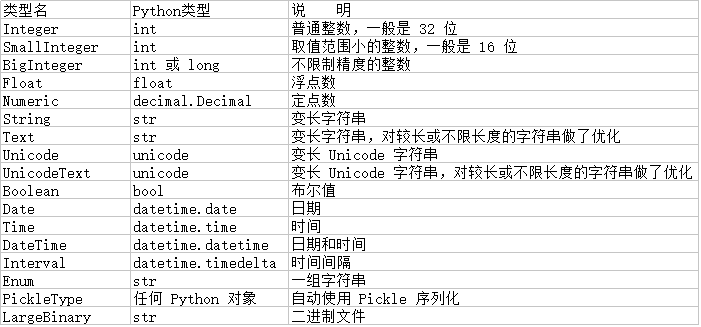 类型名 Python类型 说 明
Integer int 普通整数，一般是 32 位
SmallInteger int 取值范围小的整数，一般是 16 位
BigInteger int 或 long 不限制精度的整数
Float float 浮点数
Numeric decimal.Decimal 定点数
String str 变长字符串
Text str 变长字符串，对较长或不限长度的字符串做了优化
Unicode unicode 变长 Unicode 字符串
UnicodeText unicode 变长 Unicode 字符串，对较长或不限长度的字符串做了优化
Boolean bool 布尔值
Date datetime.date 日期
Time datetime.time 时间
DateTime datetime.datetime 日期和时间
Interval datetime.timedelta 时间间隔
Enum str 一组字符串
PickleType 任何 Python 对象 自动使用 Pickle 序列化
LargeBinary str 二进制文件